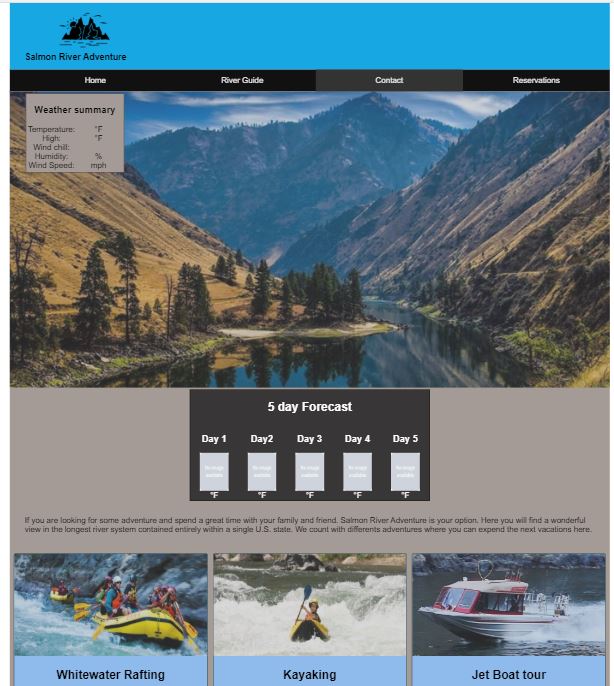 Salmon River Adventure
Home River Guide Contact Reservations
Weather summary
Temperature: °F
High: °F
Wind chill:
Humidity: %
Wind Speed: mph
5 day Forecast
Day 1 Day2 Day 3 Day 4 Day 5
No image available No image available No image available No image available No image available
°F °F °F °F °F
If you are looking for some adventure and spend a great time with your family and friend. Salmon River Adventure is your option. Here you will find a wonderful
view in the longest river system contained entirely within a single U.S. state. We count with differents adventures where you can expend the next vacations here.
Whitewater Rafting Kayaking Jet Boat tour